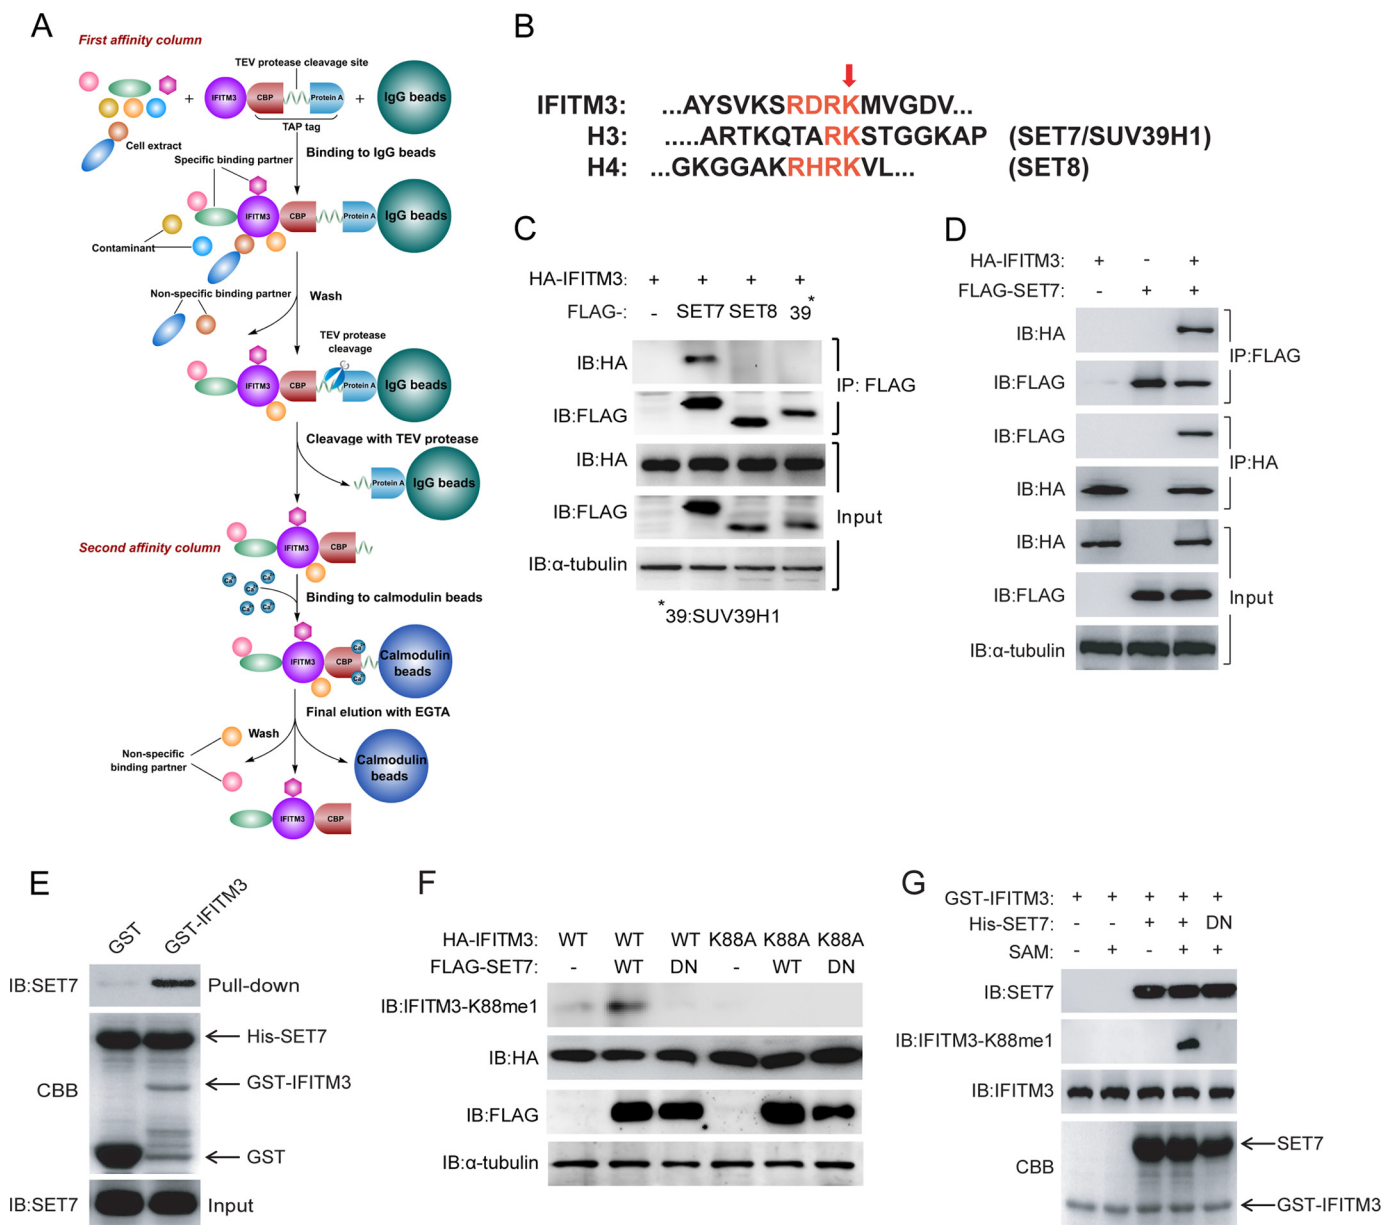 A
First affinity column
TEV protease cleavage site
+ IFITM3 CBP Protein A + IgG beads
TAP tag
Cell extract
Binding to IgG beads
Specific binding partner
IFITM3 CBP Protein A IgG beads
Contaminant
Non-specific binding partner
Wash
TEV protease
cleavage
IFITM3 CBP Protein A IgG beads
Cleavage with TEV protease
Protein A IgG beads
Second affinity column
IFITM3 CBP
Binding to calmodulin beads
IFITM3 CBP
Calmodulin
beads
Final elution with EGTA
Wash
Non-specific
binding partner
Calmodulin
beads
IFITM3 CBP
B
IFITM3: ...AYSVKSRDRKMVGDV...
H3: .....ARTKQTARKSTGGKAP (SET7/SUV39H1)
H4: ...GKGGAKRHRKVL... (SET8)
C
HA-IFITM3: + + + +
FLAG-: - SET7 SET8 39*
IB:HA
IB:FLAG
IP: FLAG
IB:HA
IB:FLAG
IB:α-tubulin
Input
*39:SUV39H1
D
HA-IFITM3: + - +
FLAG-SET7: - + +
IB:HA
IB:FLAG
IP:FLAG
IB:FLAG
IB:HA
IP:HA
IB:HA
IB:FLAG
IB:α-tubulin
Input
E
GST GST-IFITM3
IB:SET7 Pull-down
His-SET7
GST-IFITM3
CBB
GST
IB:SET7 Input
F
HA-IFITM3: WT WT WT K88A K88A K88A
FLAG-SET7: - WT DN - WT DN
IB:IFITM3-K88me1
IB:HA
IB:FLAG
IB:α-tubulin
G
GST-IFITM3: + + + + +
His-SET7: - - + + DN
SAM: - + - + +
IB:SET7
IB:IFITM3-K88me1
IB:IFITM3
SET7
CBB
GST-IFITM3